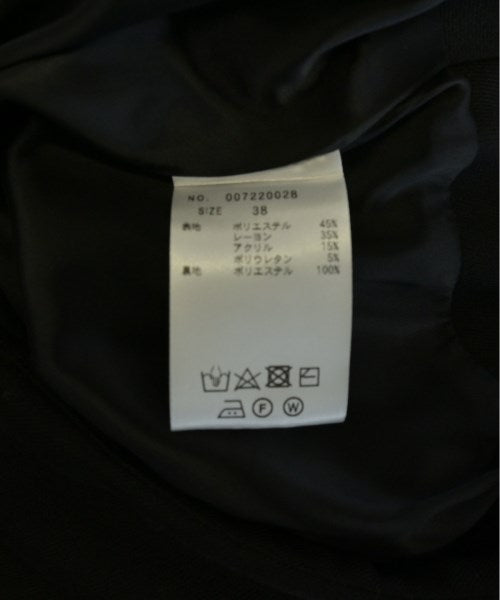 NO. 007220028
SIZE 38
表地 ポリエステル 45%
レーヨン 35%
アクリル 15%
ポリウレタン 5%
裏地 ポリエステル 100%
F W